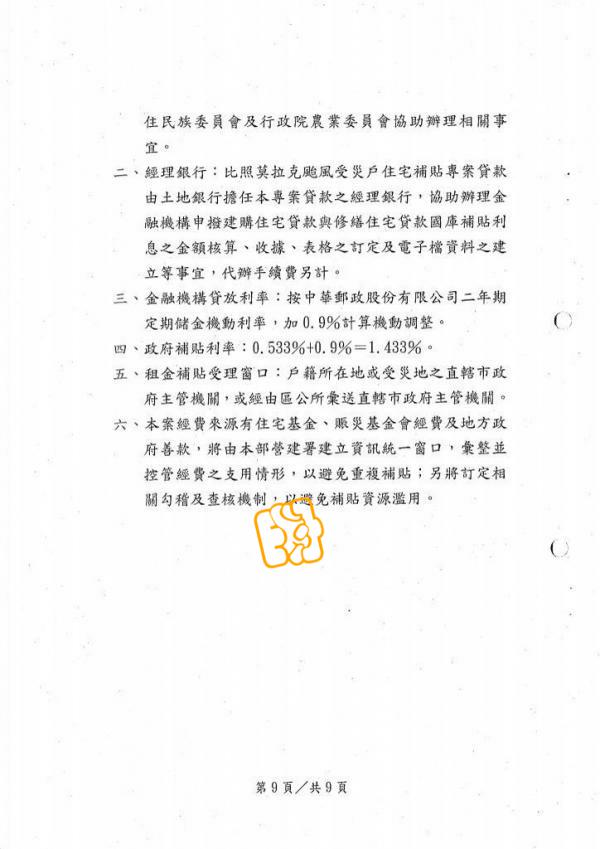 住民族委員會及行政院農業委員會協助辦理相關事
宜。
二、經理銀行：比照莫拉克颱風受災戶住宅補貼專案貸款
由土地銀行擔任本專案貸款之經理銀行，協助辦理金
融機構申撥建購住宅貸款與修繕住宅貸款國庫補貼利
息之金額核算、收據、表格之訂定及電子檔資料之建
立等事宜，代辦手續費另計。
三、金融機構貸放利率：按中華郵政股份有限公司二年期
定期儲金機動利率，加0.9%計算機動調整。
四、政府補貼利率：0.533%+0.9%＝1.433%。
五、租金補貼受理窗口：戶籍所在地或受災地之直轄市政
府主管機關，或經由區公所彙送直轄市政府主管機關。
六、本案經費來源有住宅基金、賑災基金會經費及地方政
府善款，將由本部營建署建立資訊統一窗口，彙整並
控管經費之支用情形，以避免重複補貼；另將訂定相
關勾稽及查核機制，以避免補貼資源濫用。
第9頁／共9頁